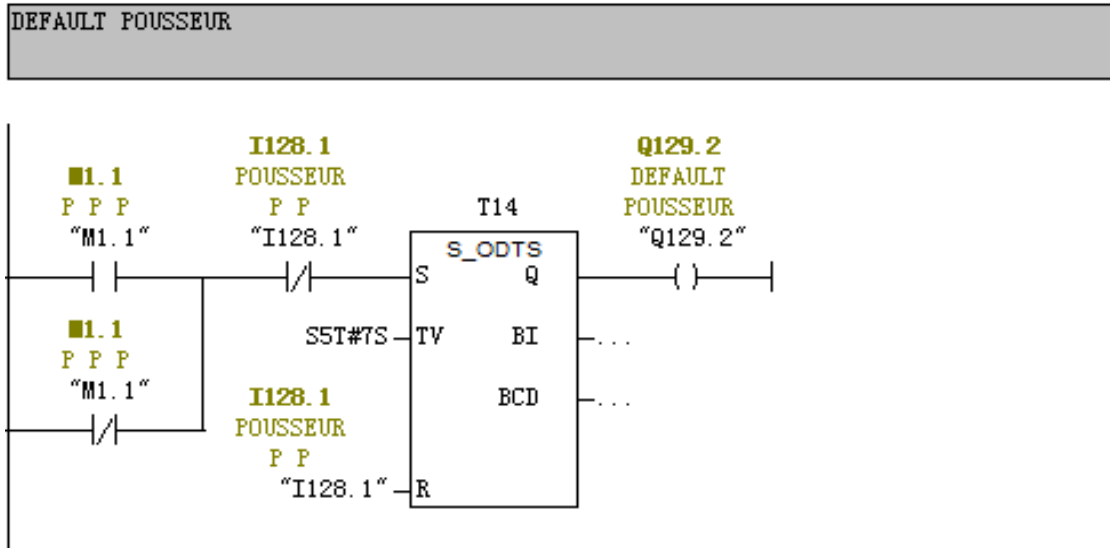 DEFAULT POUSSEUR
I128.1
POUSSEUR
P P
"I128.1"
Q129.2
DEFAULT
POUSSEUR
"Q129.2"
M1.1
P P P
"M1.1"
T14
S_ODTS
S Q
S5T#7S TV BI ...
BCD ...
M1.1
P P P
"M1.1"
I128.1
POUSSEUR
P P
"I128.1" R